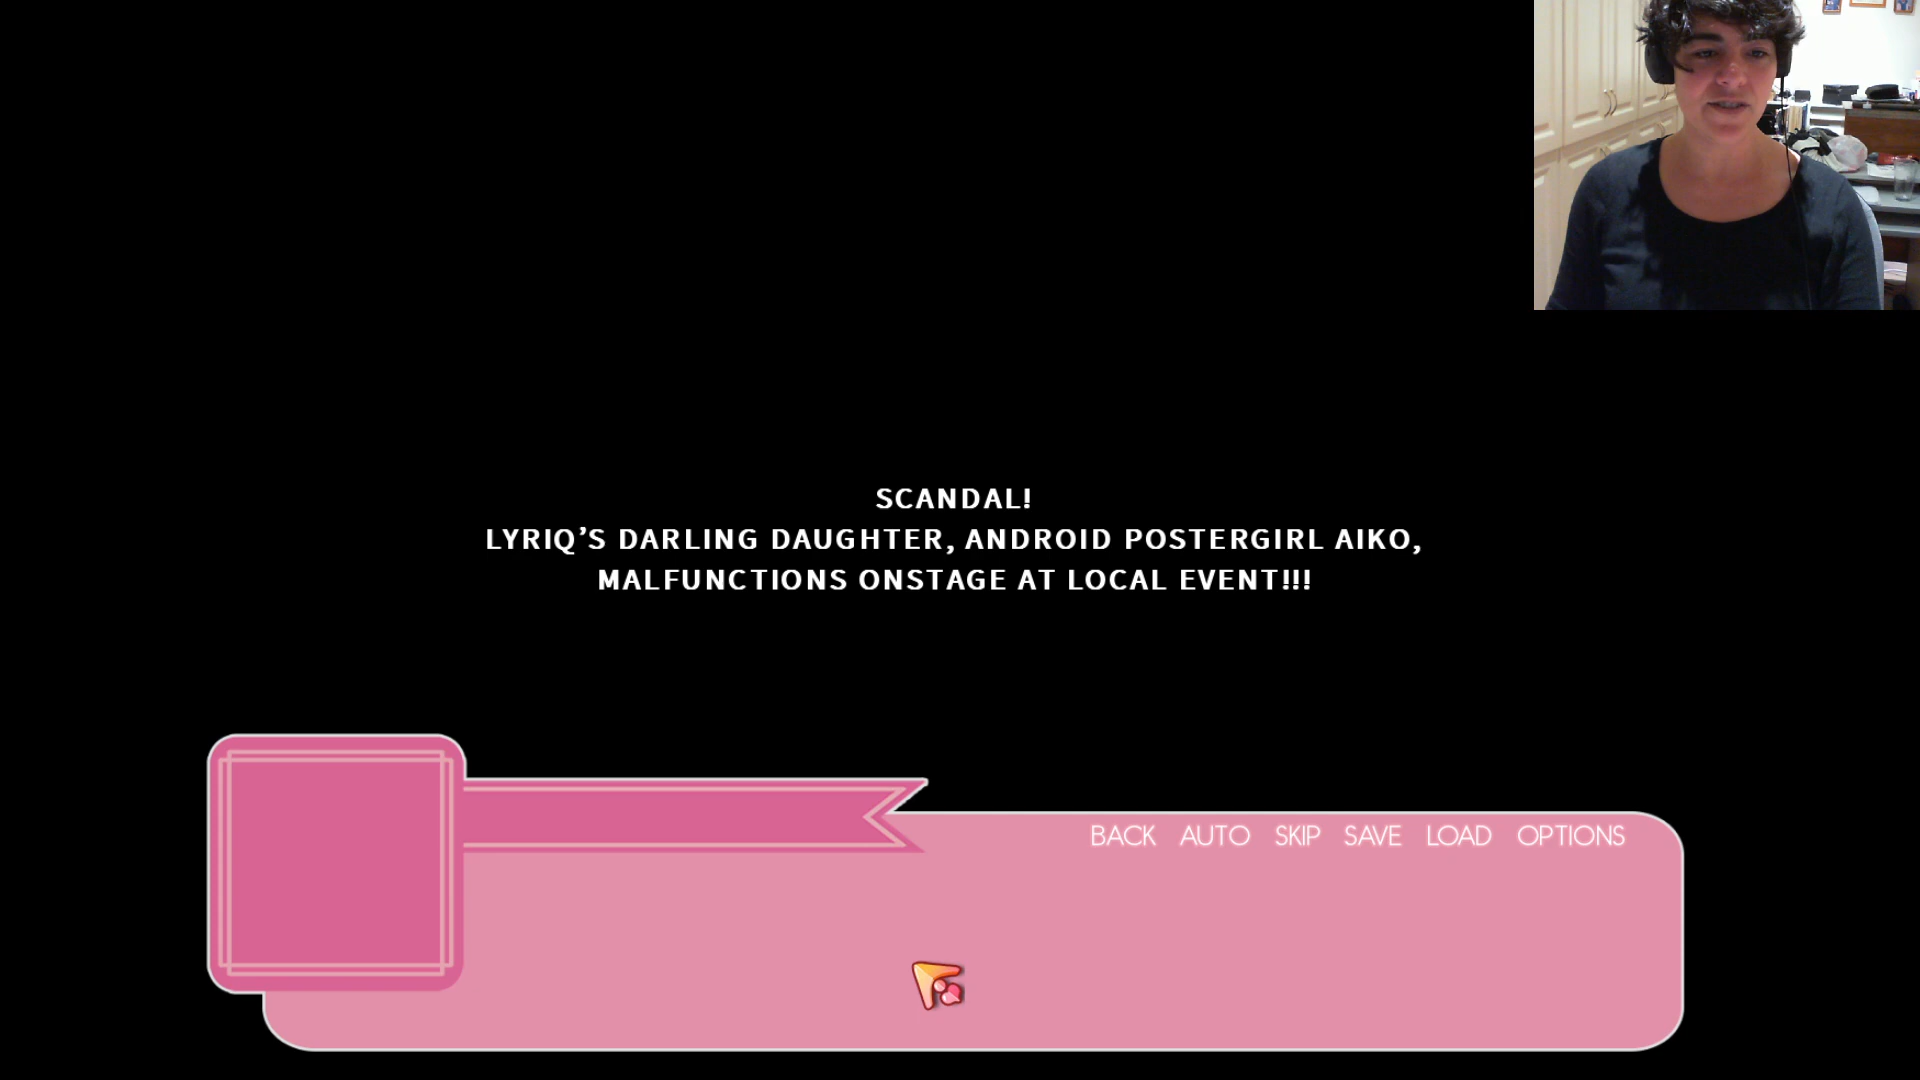 SCANDAL!
LYRIQ’S DARLING DAUGHTER, ANDROID POSTERGIRL AIKO,
MALFUNCTIONS ONSTAGE AT LOCAL EVENT!!!
BACK AUTO SKIP SAVE LOAD OPTIONS